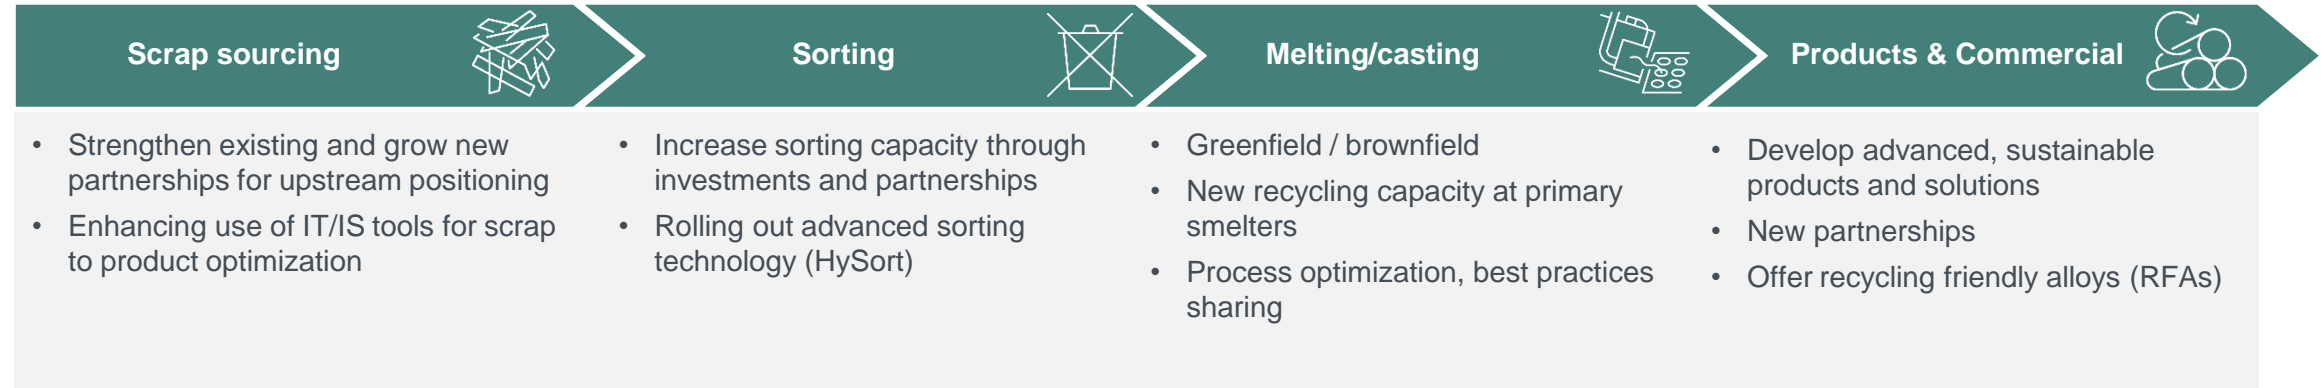 Scrap sourcing
• Strengthen existing and grow new
partnerships for upstream positioning
• Enhancing use of IT/IS tools for scrap
to product optimization
Sorting
• Increase sorting capacity through
investments and partnerships
• Rolling out advanced sorting
technology (HySort)
Melting/casting
• Greenfield / brownfield
• New recycling capacity at primary
smelters
• Process optimization, best practices
sharing
Products & Commercial
• Develop advanced, sustainable
products and solutions
• New partnerships
• Offer recycling friendly alloys (RFAs)